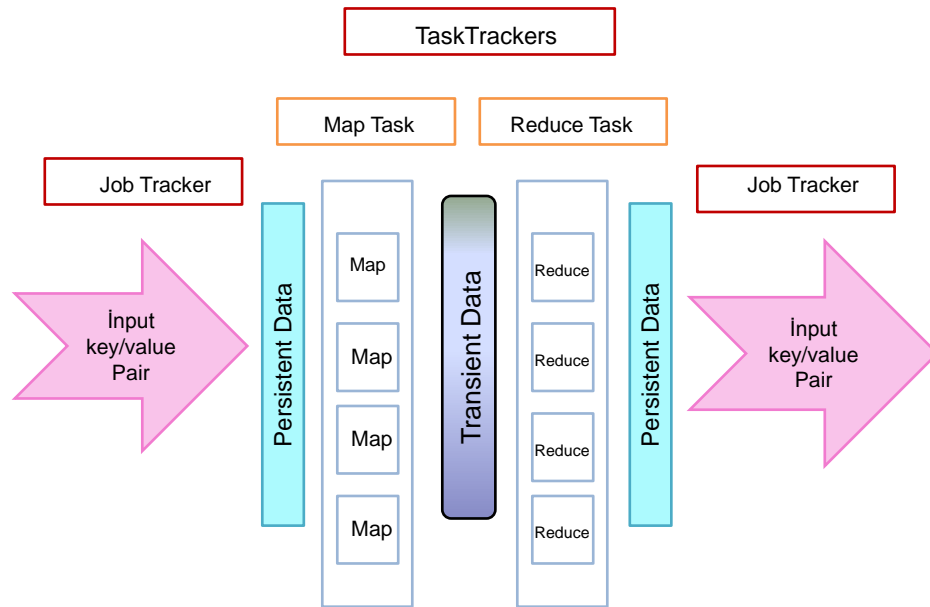 TaskTrackers
Map Task
Reduce Task
Job Tracker
Job Tracker
İnput
key/value
Pair
Persistent Data
Map
Map
Map
Map
Transient Data
Reduce
Reduce
Reduce
Reduce
Persistent Data
İnput
key/value
Pair